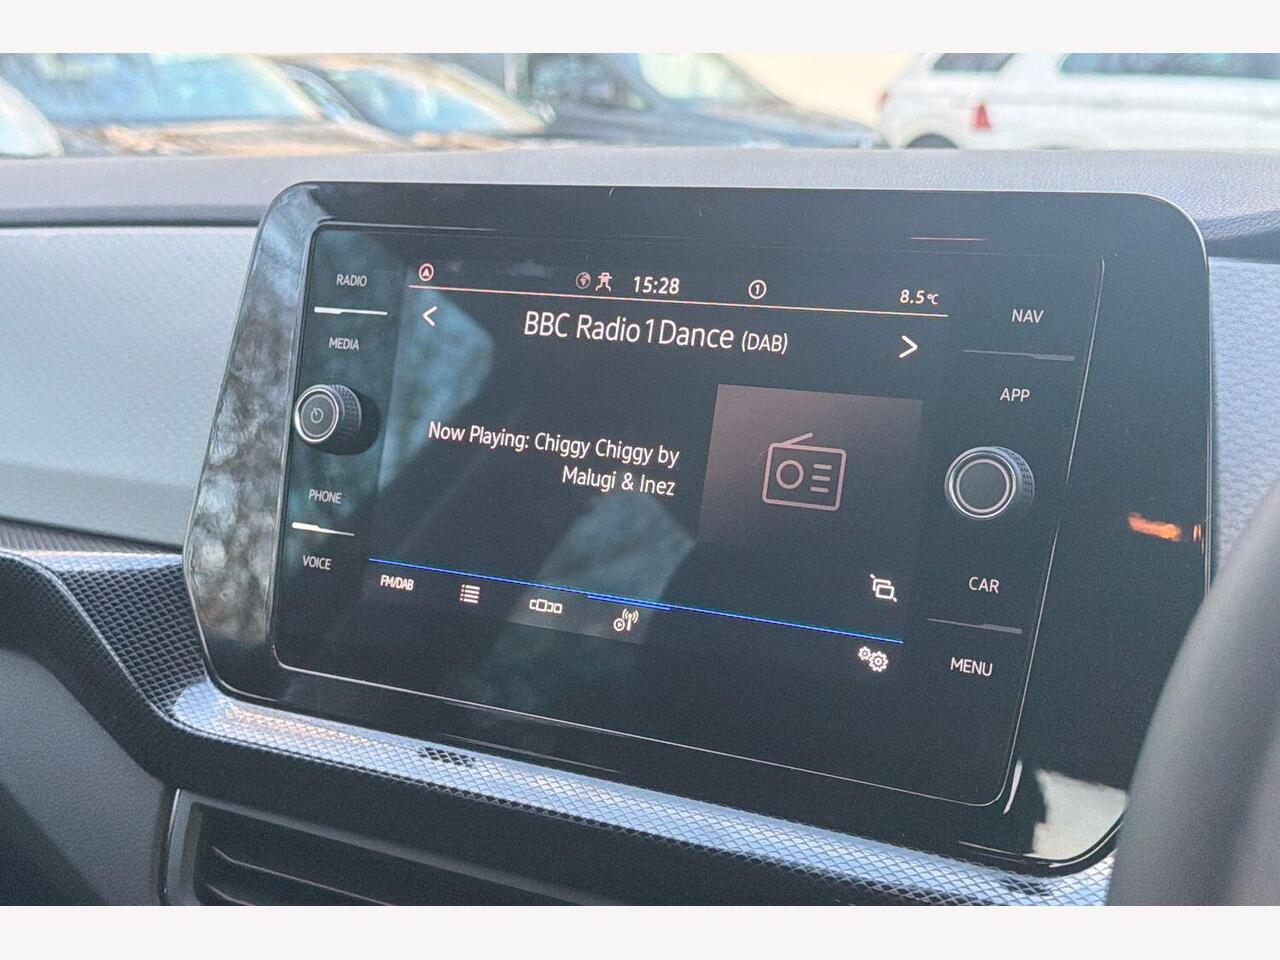 RADIO
MEDIA
PHONE
VOICE
15:28
1
8.5°C
BBC Radio 1 Dance (DAB)
Now Playing: Chiggy Chiggy by
Malugi & Inez
FM/DAB
NAV
APP
CAR
MENU